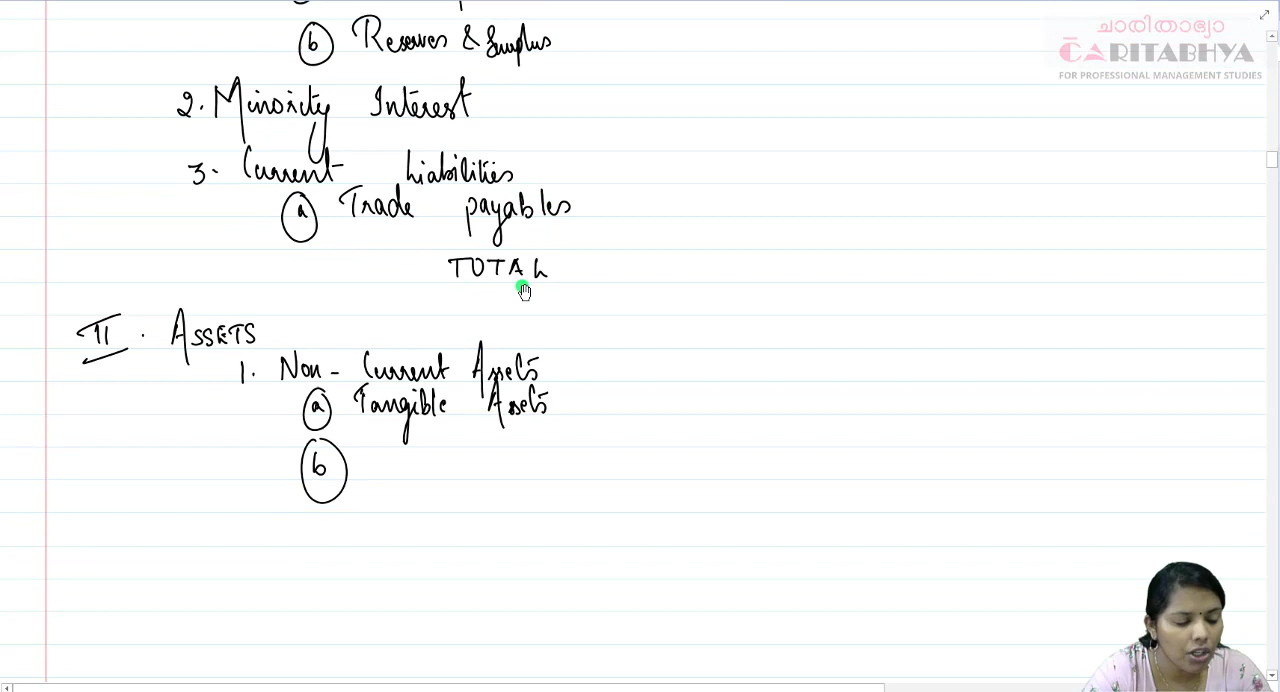 ചാരിതാഭ്യാ
CĀRITABHYA
FOR PROFESSIONAL MANAGEMENT STUDIES
b Reserves & Surplus
2. Minority Interest
3. Current Liabilities
a Trade payables
TOTAL
II. ASSETS
1. Non-Current Assets
a Tangible Assets
b